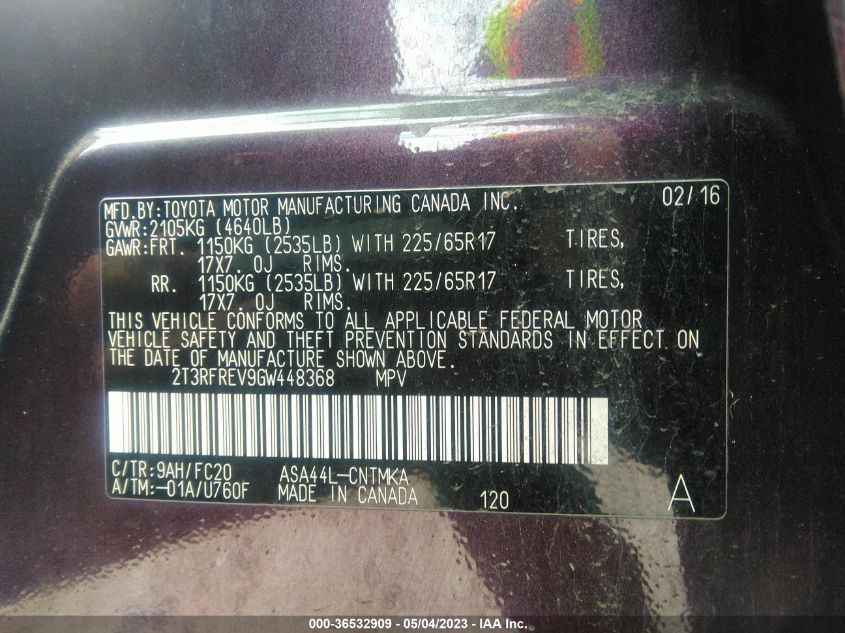 MFD.BY:TOYOTA MOTOR MANUFACTURING CANADA INC. 02/16
GVWR:2105KG (4640LB)
GAWR:FRT. 1150KG (2535LB) WITH 225/65R17 TIRES,
17X7.0J RIMS.
RR. 1150KG (2535LB) WITH 225/65R17 TIRES,
17X7.0J RIMS.
THIS VEHICLE CONFORMS TO ALL APPLICABLE FEDERAL MOTOR
VEHICLE SAFETY AND THEFT PREVENTION STANDARDS IN EFFECT ON
THE DATE OF MANUFACTURE SHOWN ABOVE.
2T3RFREV9GW448368 MPV
C/TR:9AH/FC20 ASA44L-CNTMKA
A/TM:-01A/U760F MADE IN CANADA 120 A
000-36532909 - 05/04/2023 - IAA Inc.